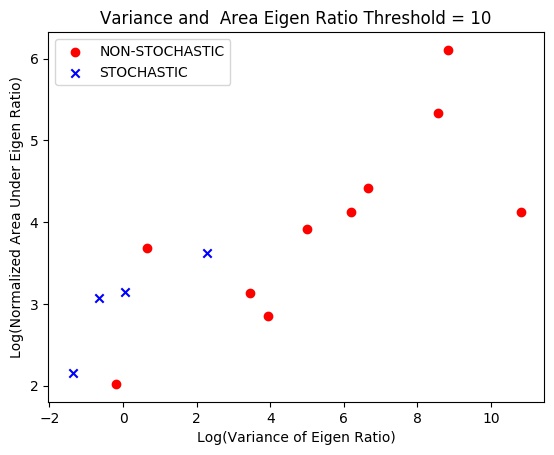 Variance and  Area Eigen Ratio Threshold = 10
NON-STOCHASTIC
STOCHASTIC
Log(Normalized Area Under Eigen Ratio)
6
5
4
3
2
−2
0
2
4
6
8
10
Log(Variance of Eigen Ratio)